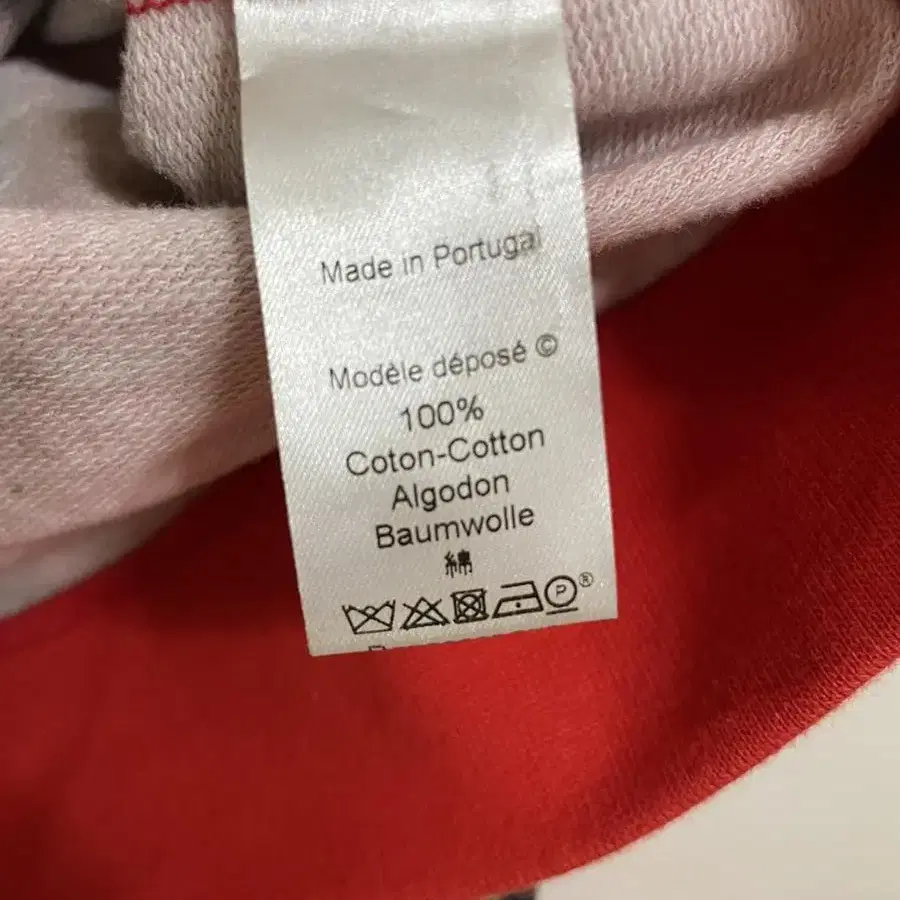 Made in Portugal
Modèle déposé ©
100%
Coton-Cotton
Algodon
Baumwolle
綿
P ®